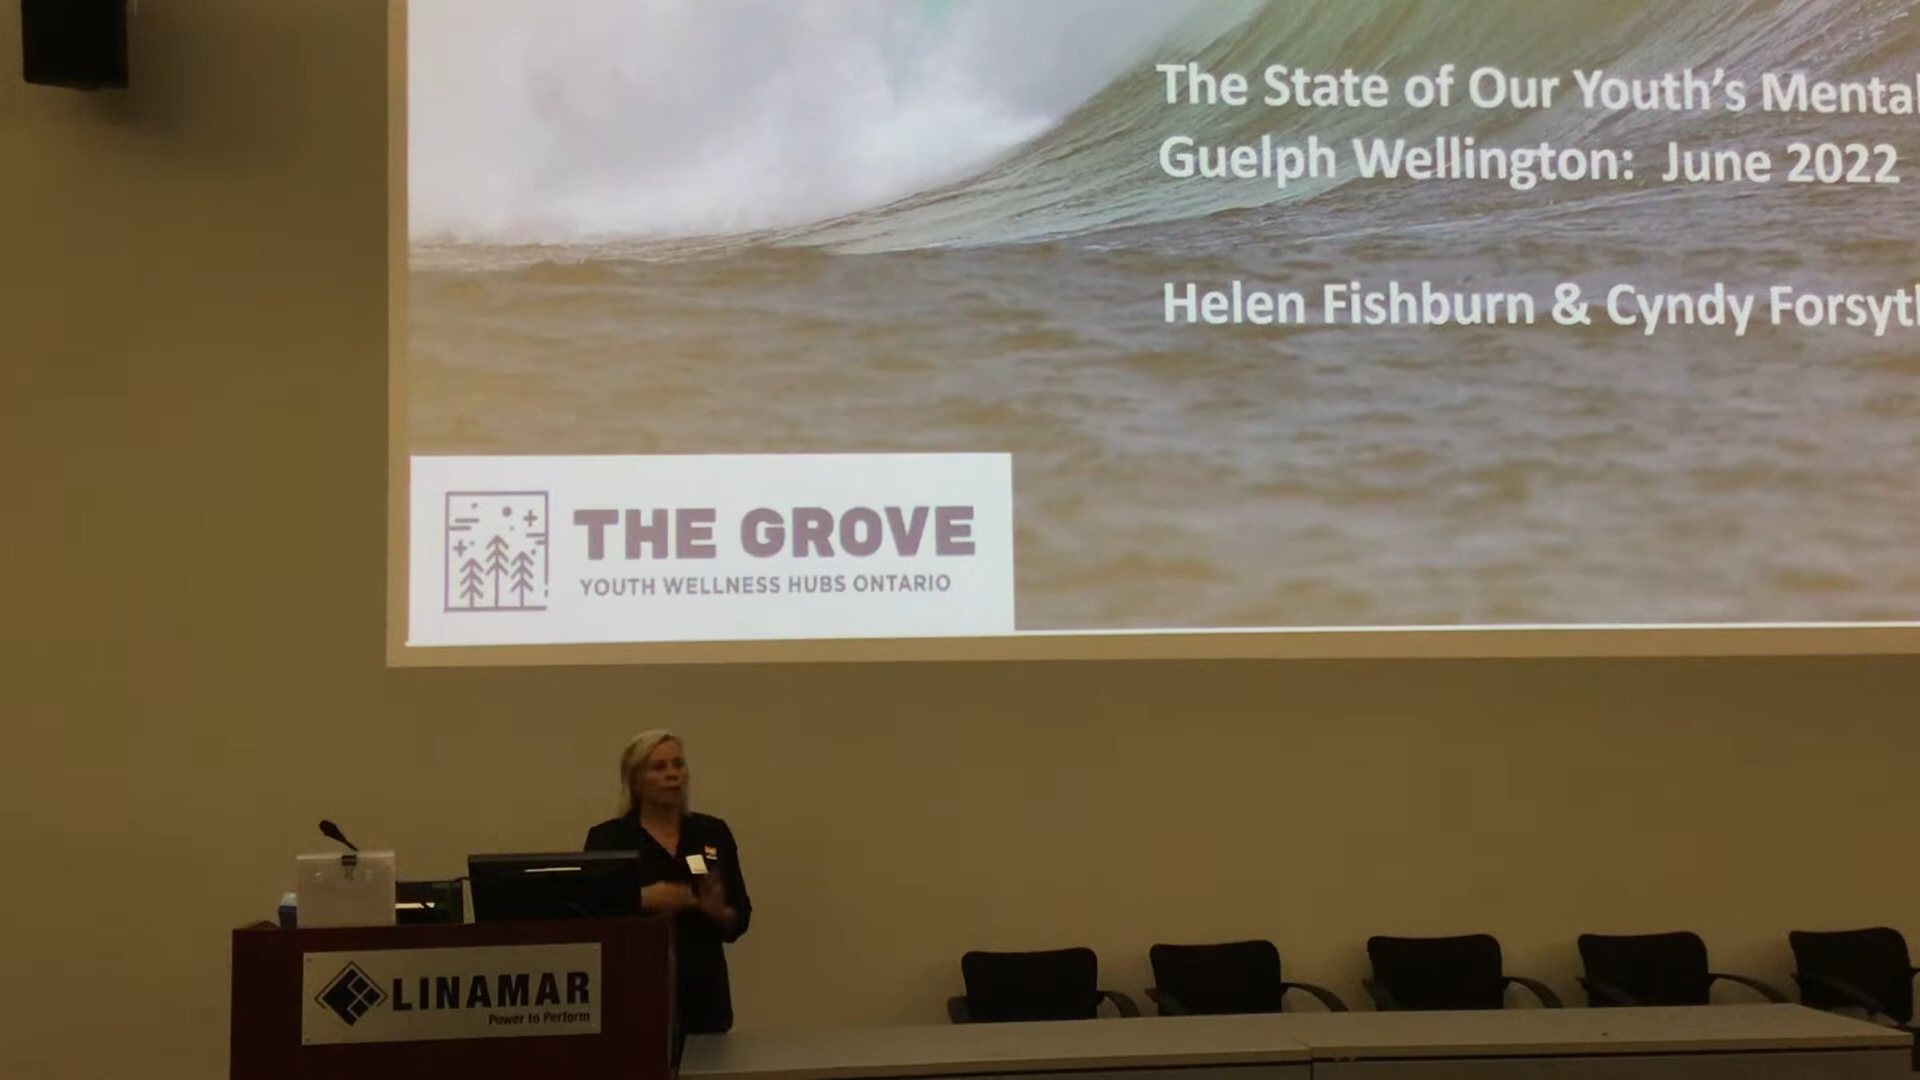 The State of Our Youth's Mental
Guelph Wellington: June 2022
Helen Fishburn & Cyndy Forsyth
THE GROVE
YOUTH WELLNESS HUBS ONTARIO
LINAMAR
Power to Perform